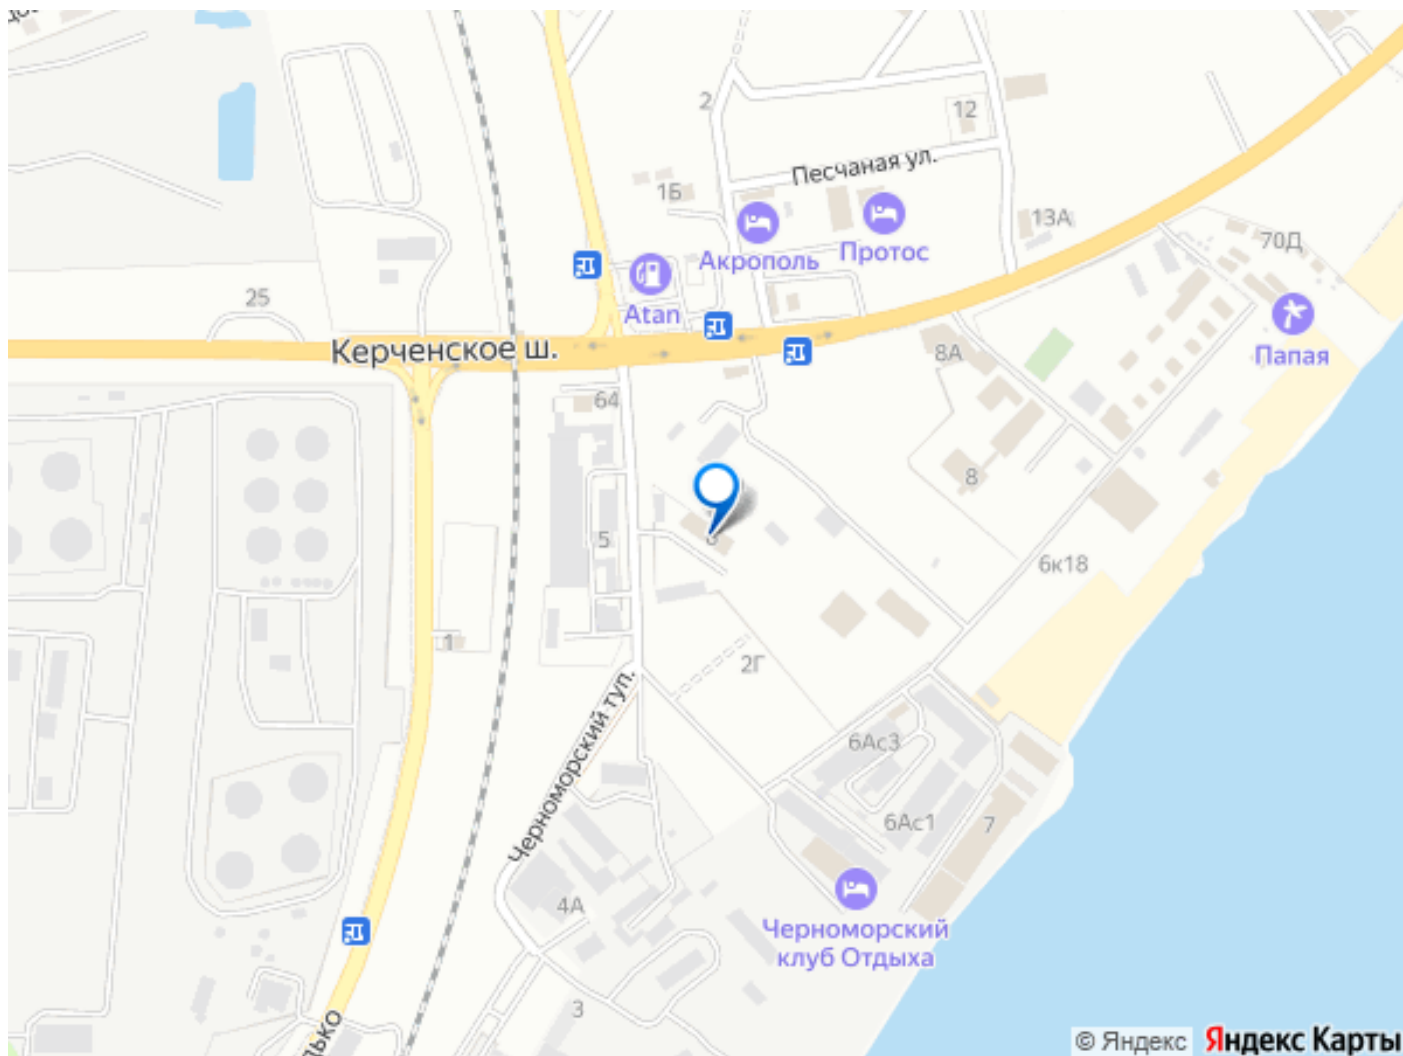 2
12
Песчаная ул.
1Б
Акрополь
Протос
13А
70Д
Atan
25
Керченское ш.
Папая
8А
64
8
5
6к18
1
2Г
Черноморский туп.
6Ас3
6Ас1
7
4А
Черноморский
клуб Отдыха
3
© Яндекс Яндекс Карты